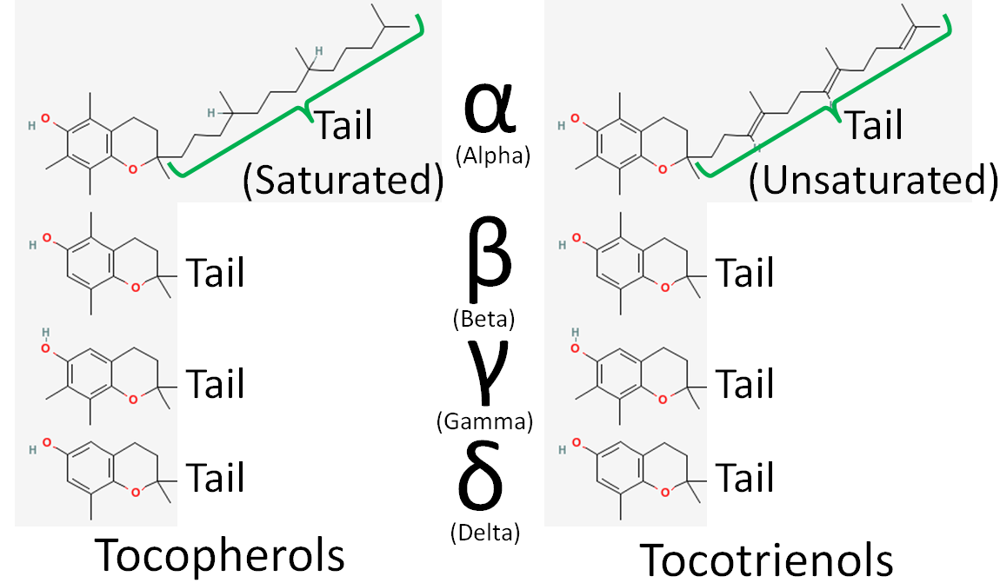 H O
H
H
O
Tail
(Saturated)
α
(Alpha)
H O
H
H
O
Tail
(Unsaturated)
H O
O
Tail
β
(Beta)
H O
O
Tail
H
O
O
Tail
γ
(Gamma)
H
O
O
Tail
H O
O
Tail
δ
(Delta)
H O
O
Tail
Tocopherols
Tocotrienols